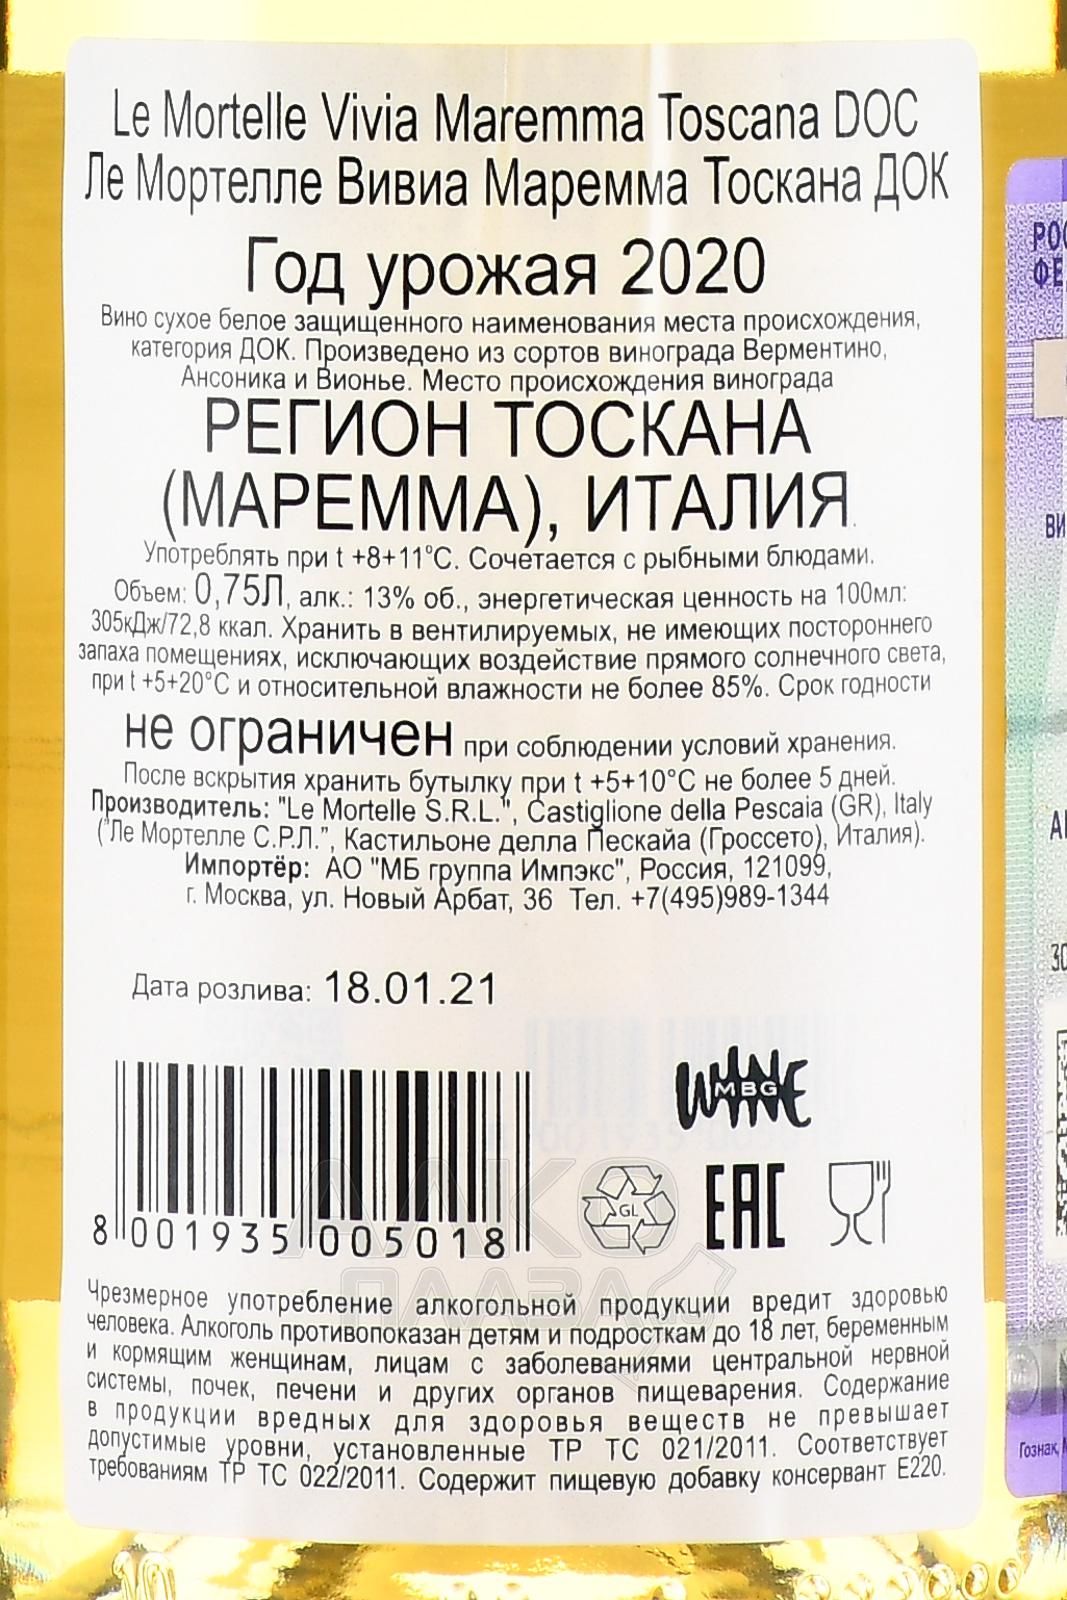 Le Mortelle Vivia Maremma Toscana DOC
Ле Мортелле Вивиа Маремма Тоскана ДОК
Год урожая 2020
Вино сухое белое защищенного наименования места происхождения,
категория ДОК. Произведено из сортов винограда Верментино,
Ансоника и Вионье. Место происхождения винограда
РЕГИОН ТОСКАНА
(МАРЕММА), ИТАЛИЯ.
Употреблять при t +8+11°С. Сочетается с рыбными блюдами.
Объем: 0,75Л, алк.: 13% об., энергетическая ценность на 100мл:
305кДж/72,8 ккал. Хранить в вентилируемых, не имеющих постороннего
запаха помещениях, исключающих воздействие прямого солнечного света,
при t +5+20°С и относительной влажности не более 85%. Срок годности
не ограничен при соблюдении условий хранения.
После вскрытия хранить бутылку при t +5+10°С не более 5 дней.
Производитель: "Le Mortelle S.R.L.", Castiglione della Pescaia (GR), Italy
("Ле Мортелле С.Р.Л.", Кастильоне делла Пескайа (Гроссето), Италия).
Импортёр: АО "МБ группа Импэкс", Россия, 121099,
г. Москва, ул. Новый Арбат, 36 Тел. +7(495)989-1344
Дата розлива: 18.01.21
WINE
MBG
GL
EAC
8 001935 005018
АЛКО
ПЛАЗА
Чрезмерное употребление алкогольной продукции вредит здоровью
человека. Алкоголь противопоказан детям и подросткам до 18 лет, беременным
и кормящим женщинам, лицам с заболеваниями центральной нервной
системы, почек, печени и других органов пищеварения. Содержание
в продукции вредных для здоровья веществ не превышает
допустимые уровни, установленные ТР ТС 021/2011. Соответствует
требованиям ТР ТС 022/2011. Содержит пищевую добавку консервант Е220.
Гознак,